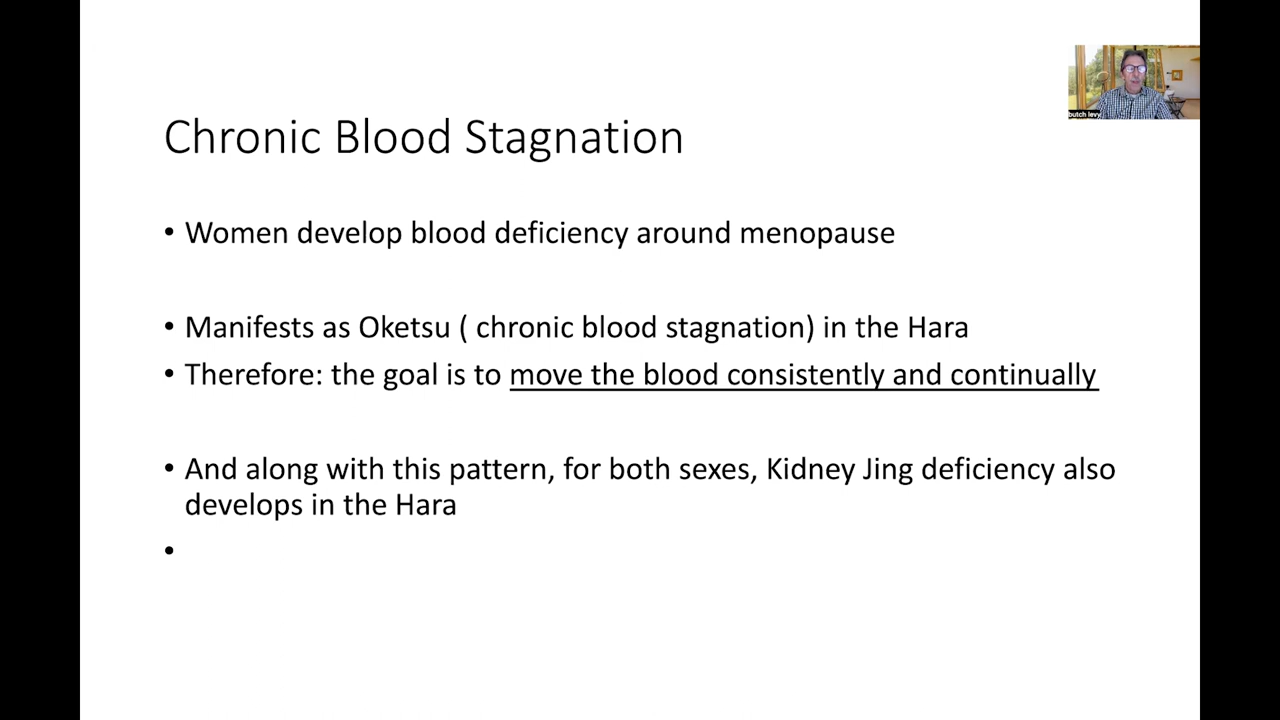 butch levy
Chronic Blood Stagnation
• Women develop blood deficiency around menopause
• Manifests as Oketsu ( chronic blood stagnation) in the Hara
• Therefore: the goal is to move the blood consistently and continually
• And along with this pattern, for both sexes, Kidney Jing deficiency also
develops in the Hara
•